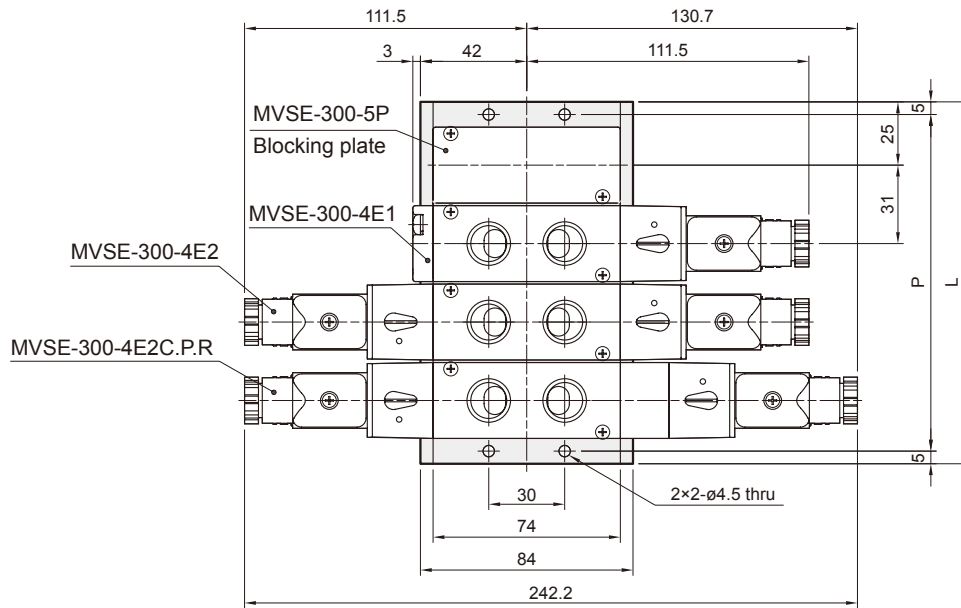 111.5
130.7
3
42
111.5
5
MVSE-300-5P
Blocking plate
25
MVSE-300-4E1
31
MVSE-300-4E2
P
L
MVSE-300-4E2C.P.R
5
30
2×2-ø4.5 thru
74
84
242.2